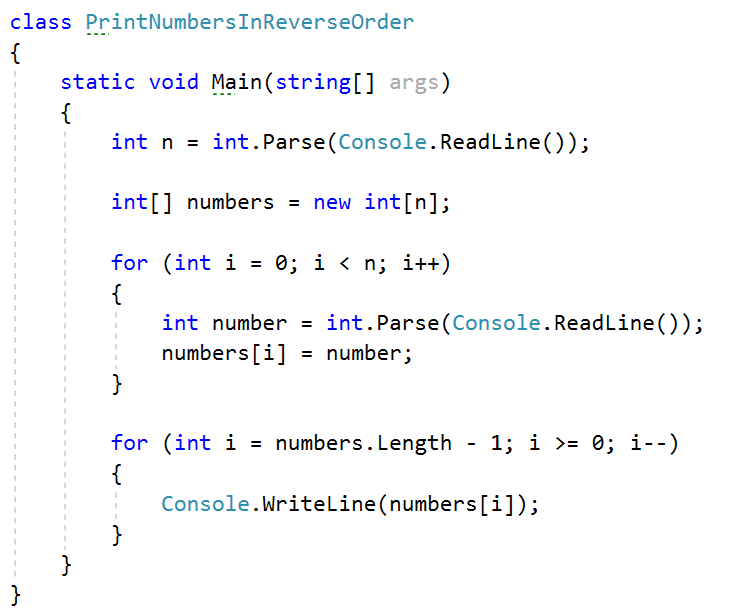 class PrintNumbersInReverseOrder
{
    static void Main(string[] args)
    {
        int n = int.Parse(Console.ReadLine());

        int[] numbers = new int[n];

        for (int i = 0; i < n; i++)
        {
            int number = int.Parse(Console.ReadLine());
            numbers[i] = number;
        }

        for (int i = numbers.Length - 1; i >= 0; i--)
        {
            Console.WriteLine(numbers[i]);
        }
    }
}